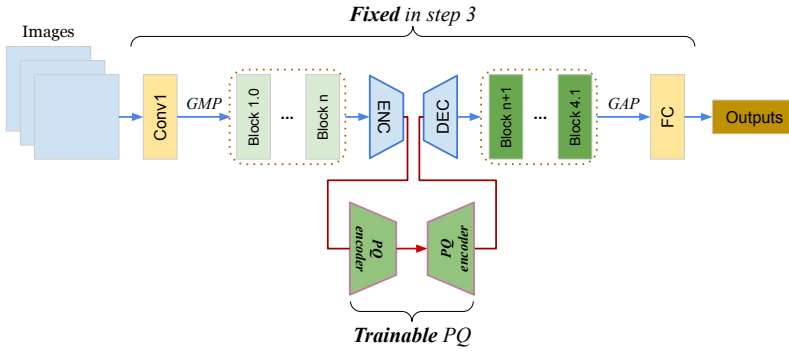 Fixed in step 3
Images
Conv1
GMP
Block 1.0
...
Block n
ENC
DEC
Block n+1
...
Block 4.1
GAP
FC
Outputs
PQ
encoder
PQ
encoder
Trainable PQ